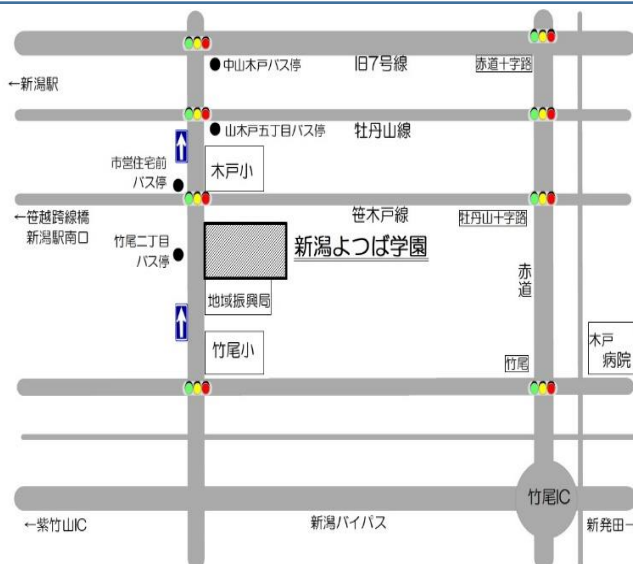 中山木戸バス停
旧7号線
赤道十字路
←新潟駅
山木戸五丁目バス停
牡丹山線
市営住宅前
バス停
木戸小
←笹越跨線橋
新潟駅南口
笹木戸線
牡丹山十字路
竹尾二丁目
バス停
新潟よつば学園
赤道
地域振興局
竹尾小
竹尾
木戸
病院
竹尾IC
←紫竹山IC
新潟バイパス
新発田→